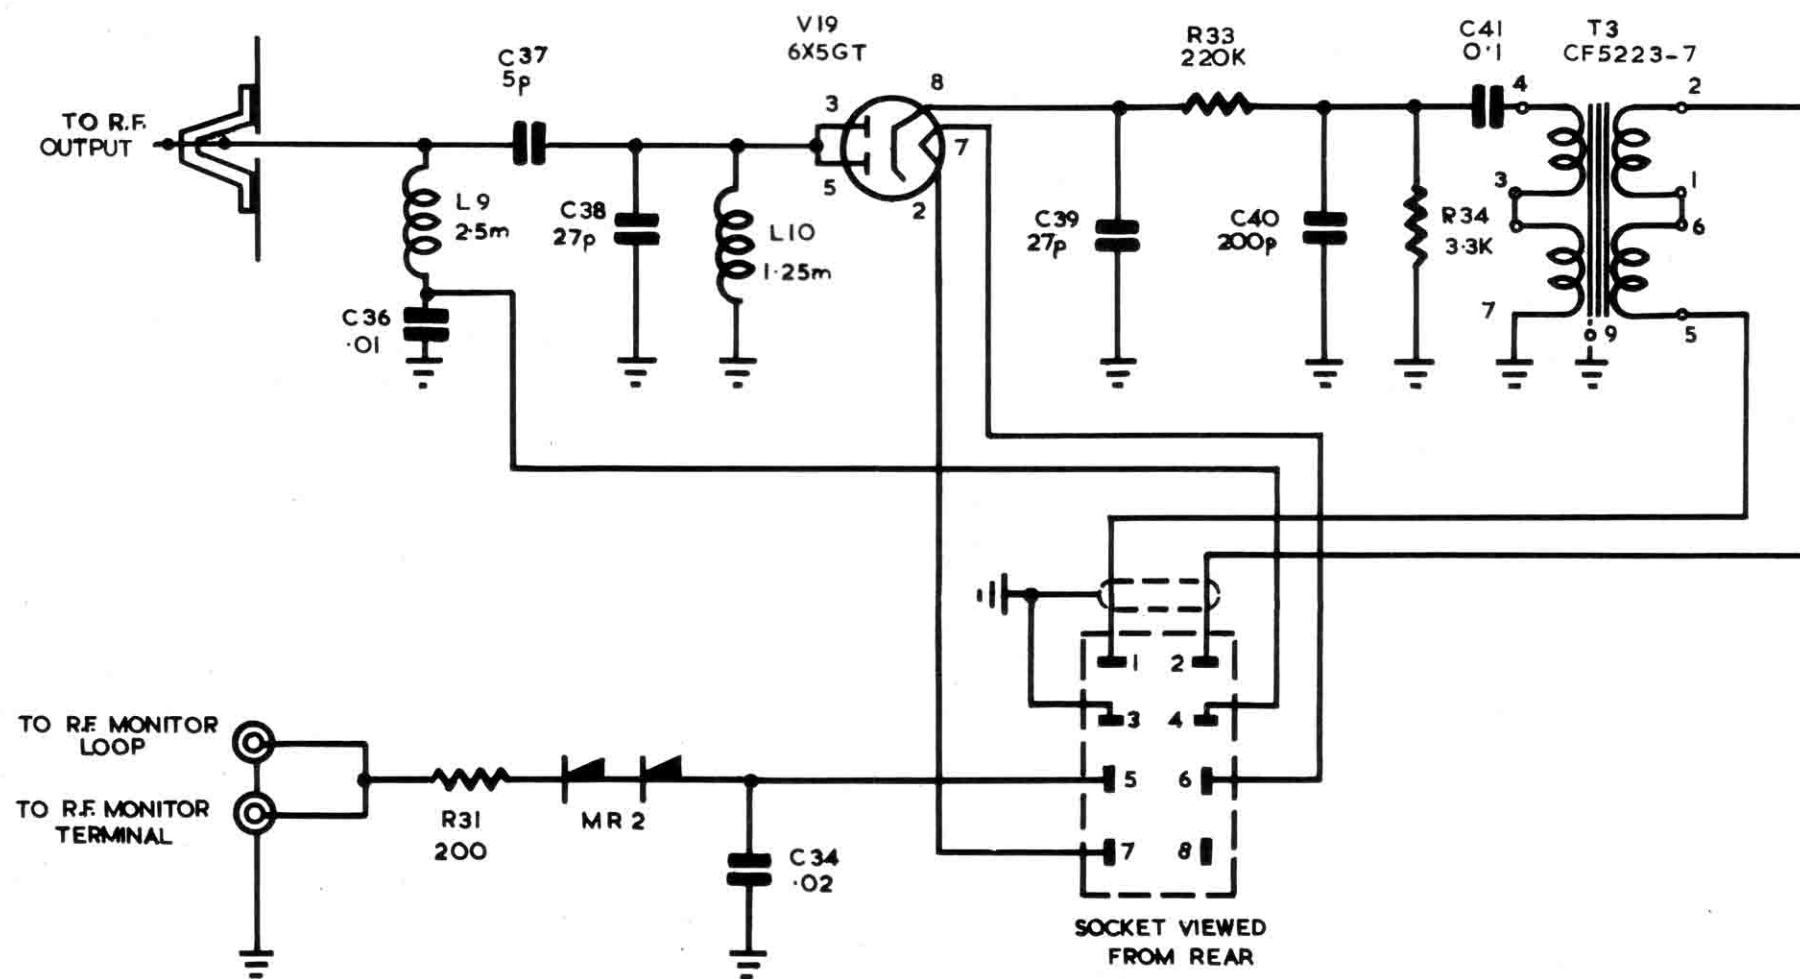 V19
6X5GT
C37
5p
R33
220K
C41
0·1
T3
CF5223-7
TO R.F.
OUTPUT
3
8
7
5
2
4
2
3
1
6
7
9
5
L9
2·5m
C38
27p
L10
1·25m
C39
27p
C40
200p
R34
3·3K
C36
·01
1
2
3
4
5
6
7
8
TO R.F. MONITOR
LOOP
TO R.F. MONITOR
TERMINAL
R31
200
MR2
C34
·02
SOCKET VIEWED
FROM REAR